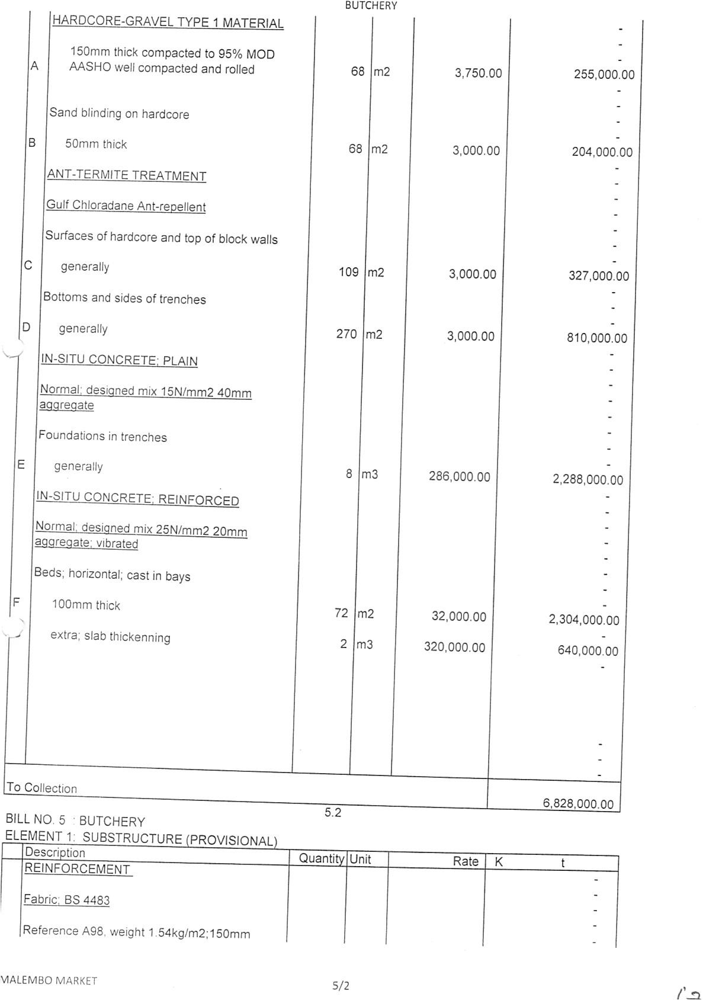 BUTCHERY
HARDCORE-GRAVEL TYPE 1 MATERIAL -
-
150mm thick compacted to 95% MOD -
A AASHO well compacted and rolled 68 m2 3,750.00 255,000.00
-
-
Sand blinding on hardcore -
-
B 50mm thick 68 m2 3,000.00 204,000.00
-
ANT-TERMITE TREATMENT -
-
Gulf Chloradane Ant-repellent -
-
Surfaces of hardcore and top of block walls -
-
C generally 109 m2 3,000.00 327,000.00
-
Bottoms and sides of trenches -
-
D generally 270 m2 3,000.00 810,000.00
-
IN-SITU CONCRETE; PLAIN -
-
Normal; designed mix 15N/mm2 40mm -
aggregate -
-
Foundations in trenches -
-
E generally 8 m3 286,000.00 2,288,000.00
-
IN-SITU CONCRETE; REINFORCED -
-
Normal; designed mix 25N/mm2 20mm -
aggregate; vibrated -
-
Beds; horizontal; cast in bays -
-
F 100mm thick 72 m2 32,000.00 2,304,000.00
-
extra; slab thickenning 2 m3 320,000.00 640,000.00
-
-
-
-
To Collection 6,828,000.00
5.2
BILL NO. 5 : BUTCHERY
ELEMENT 1: SUBSTRUCTURE (PROVISIONAL)
Description Quantity Unit Rate K t
REINFORCEMENT -
-
Fabric; BS 4483 -
-
Reference A98, weight 1.54kg/m2;150mm -
MALEMBO MARKET 5/2